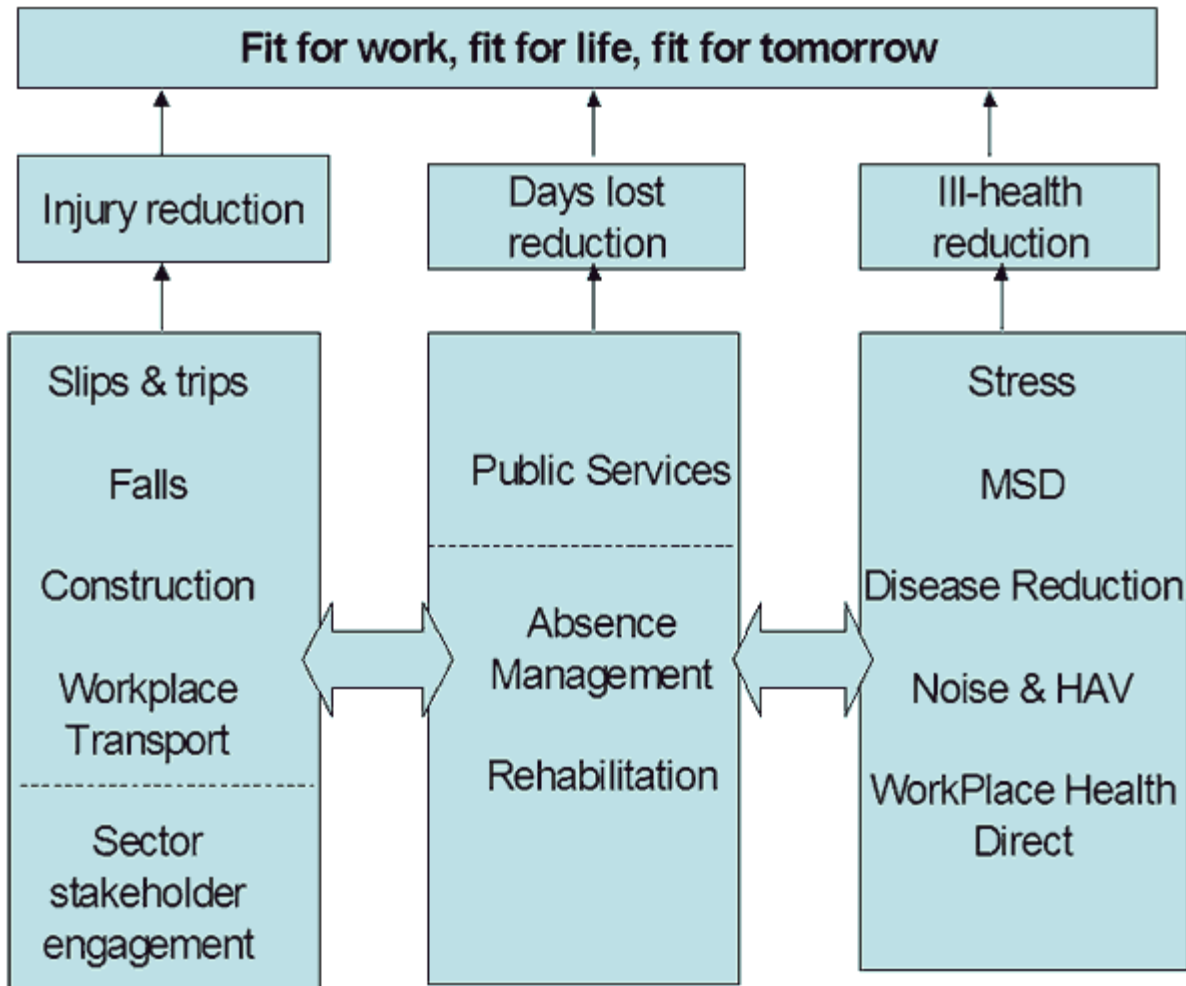 Fit for work, fit for life, fit for tomorrow
Injury reduction
Days lost
reduction
Ill-health
reduction
Slips & trips
Falls
Construction
Workplace
Transport
Sector
stakeholder
engagement
Public Services
Absence
Management
Rehabilitation
Stress
MSD
Disease Reduction
Noise & HAV
WorkPlace Health
Direct